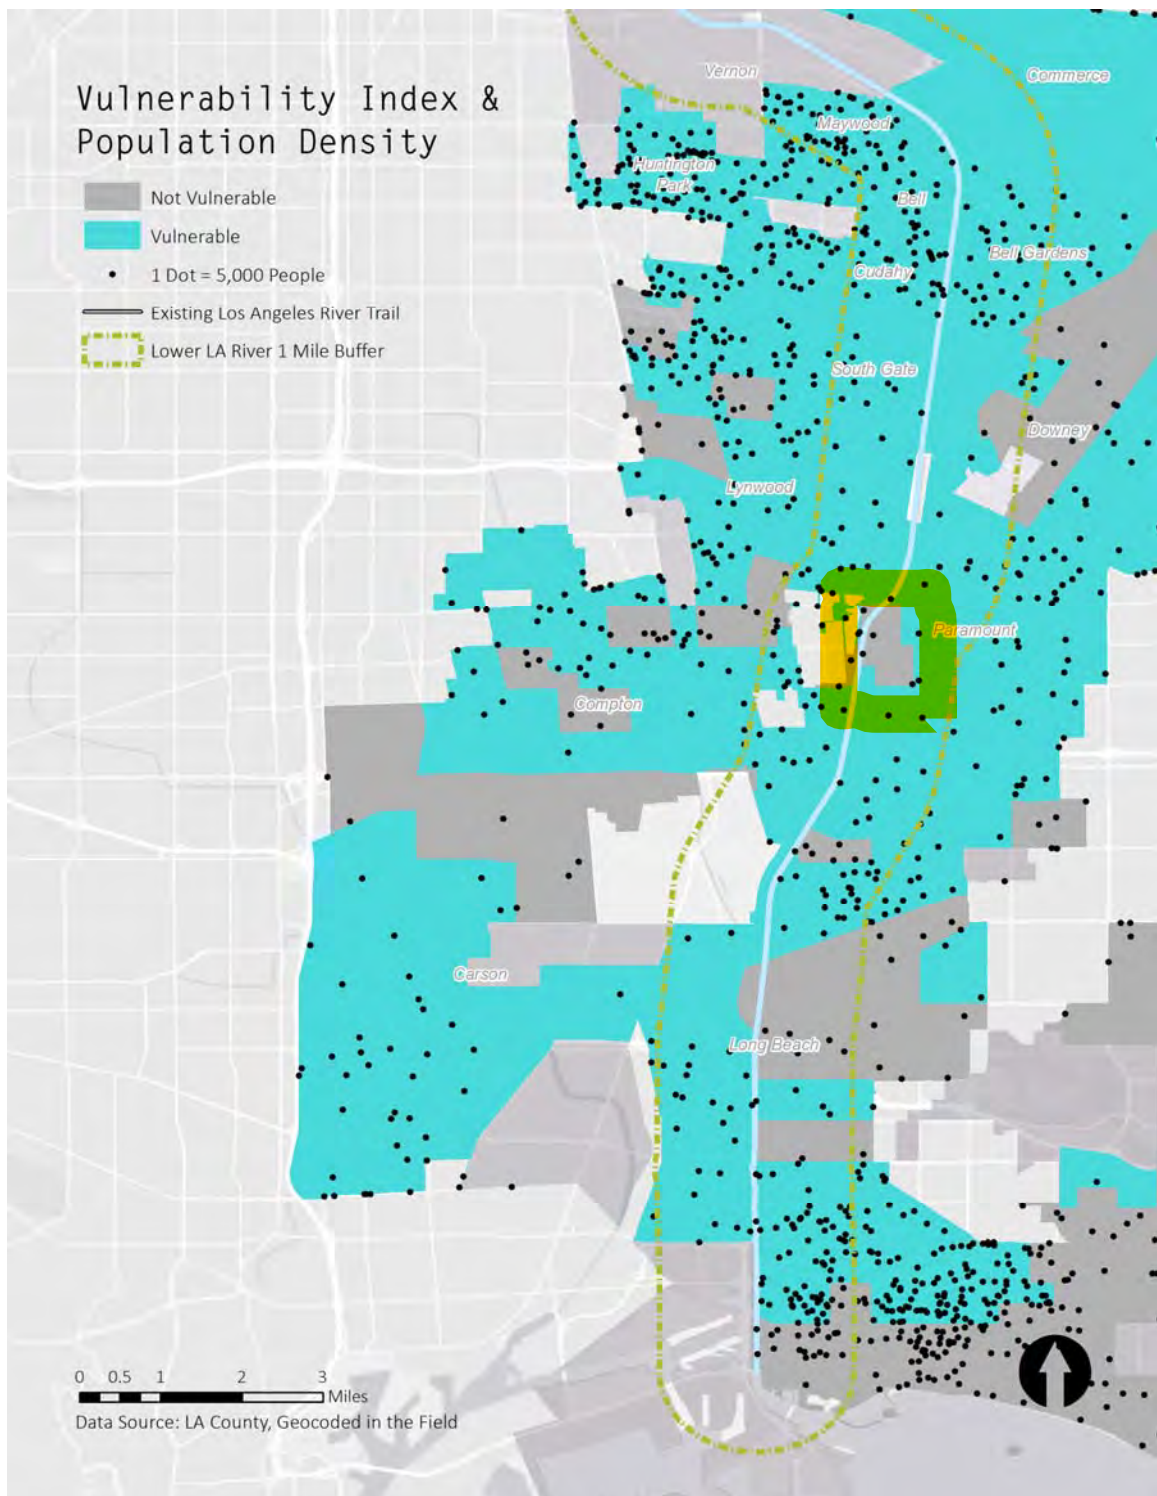 Vulnerability Index &
Population Density
Not Vulnerable
Vulnerable
1 Dot = 5,000 People
Existing Los Angeles River Trail
Lower LA River 1 Mile Buffer
Vernon
Commerce
Maywood
Huntington
Park
Bell
Bell Gardens
Cudahy
South Gate
Downey
Lynwood
Paramount
Compton
Carson
Long Beach
0 0.5 1 2 3
Miles
Data Source: LA County, Geocoded in the Field